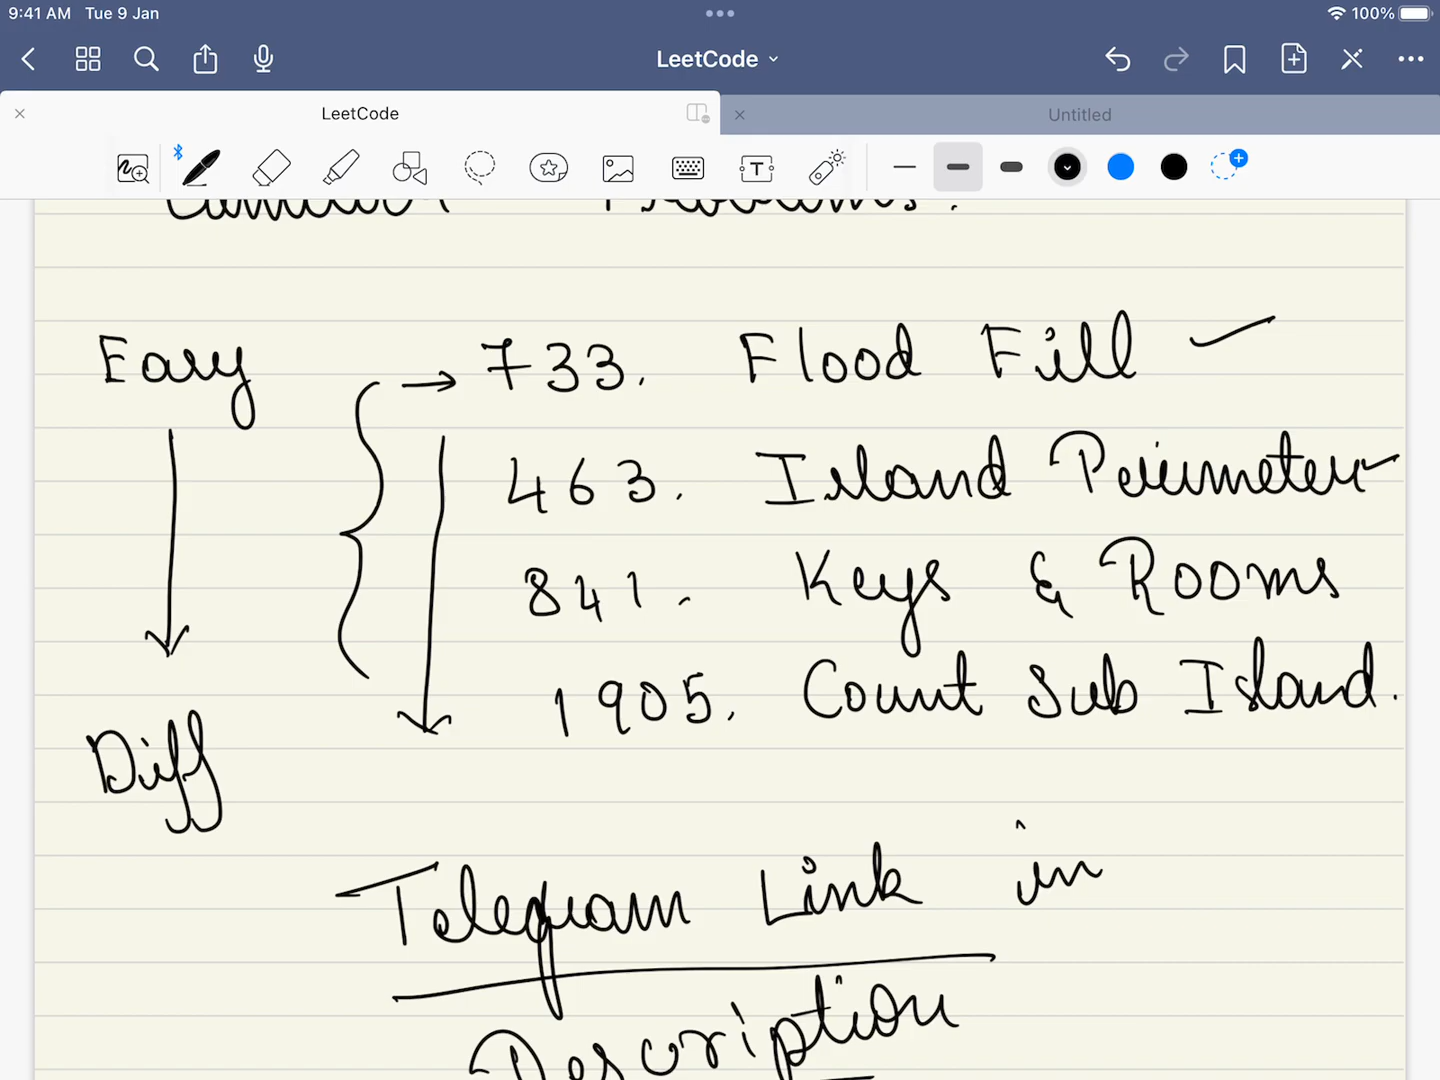 9:41 AM Tue 9 Jan 100%
LeetCode
LeetCode Untitled
Problems.
Easy → 733. Flood Fill
463. Island Perimeter
841. Keys & Rooms
1905. Count Sub Island.
Diff
Telegram Link in
Description